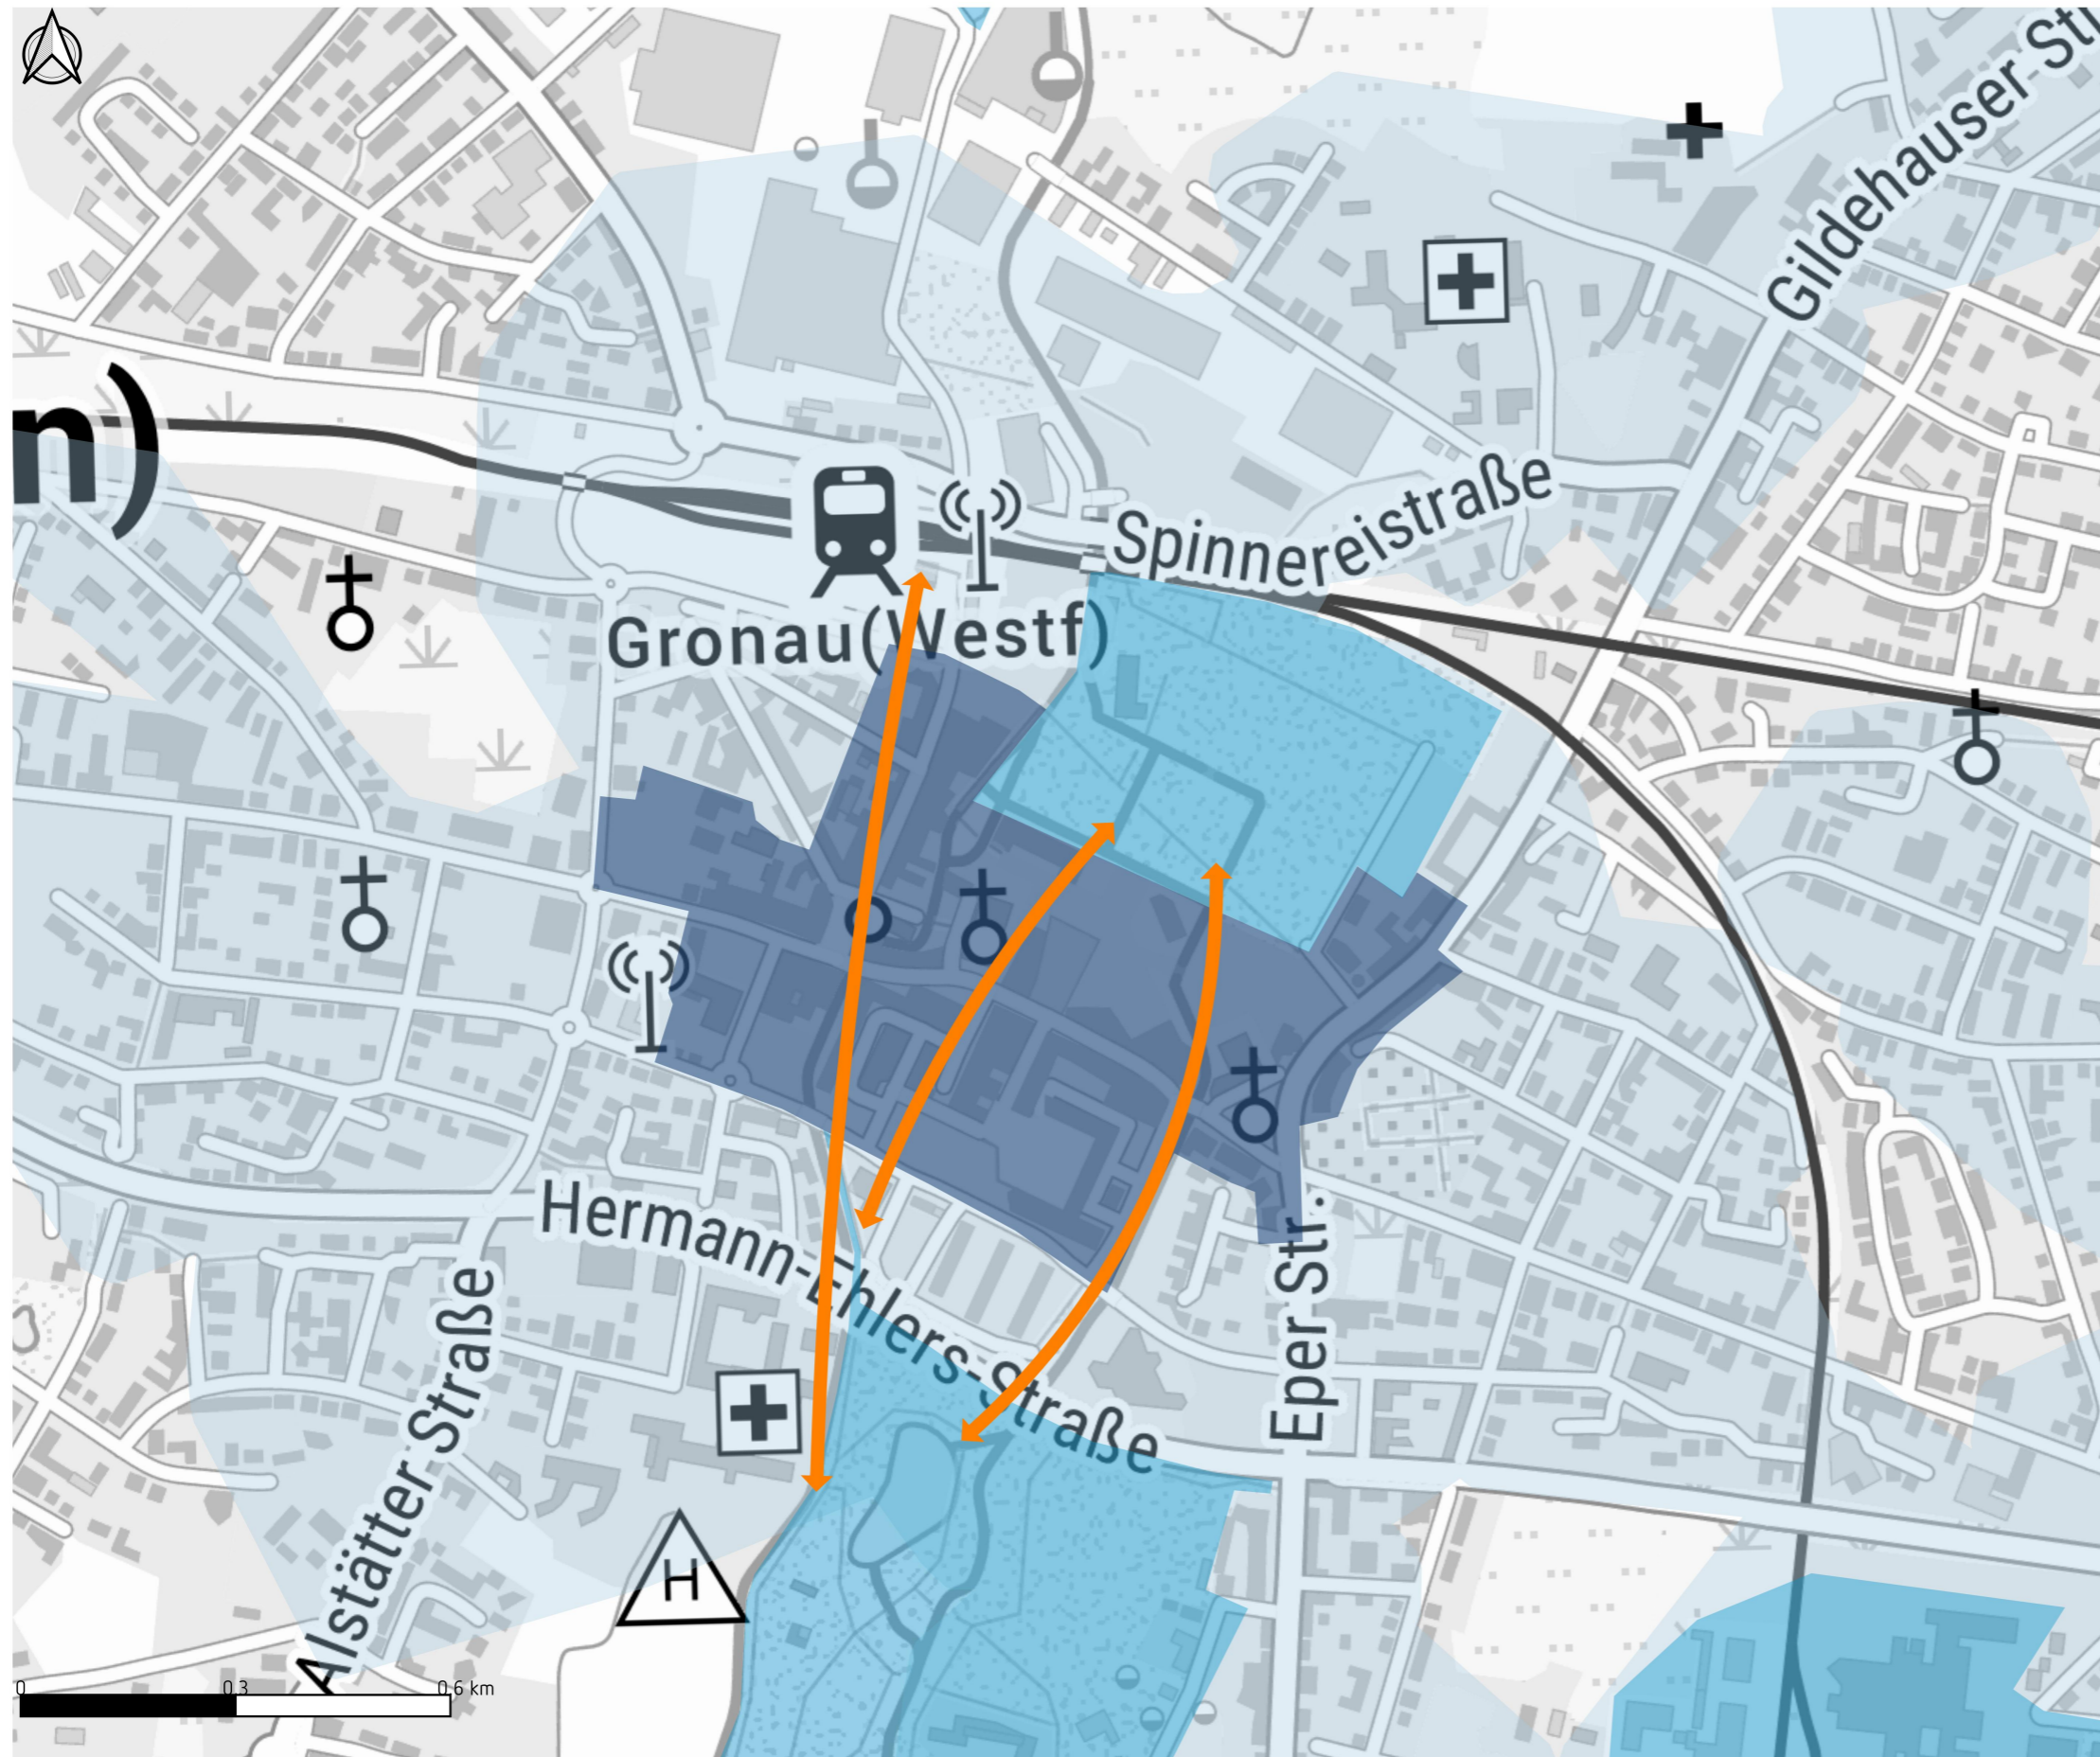 Gildehauser Str
n)
Spinnereistraße
Gronau(Westf)
Hermann-Ehlers-Straße
Eper Str.
Alstätter Straße
H
0 0.3 0.6 km